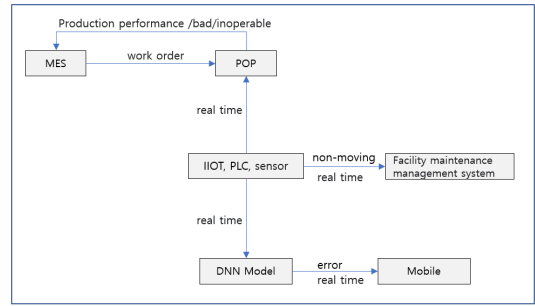 Production performance /bad/inoperable
MES
work order
POP
real time
IIOT, PLC, sensor
non-moving
real time
Facility maintenance
management system
real time
DNN Model
error
real time
Mobile